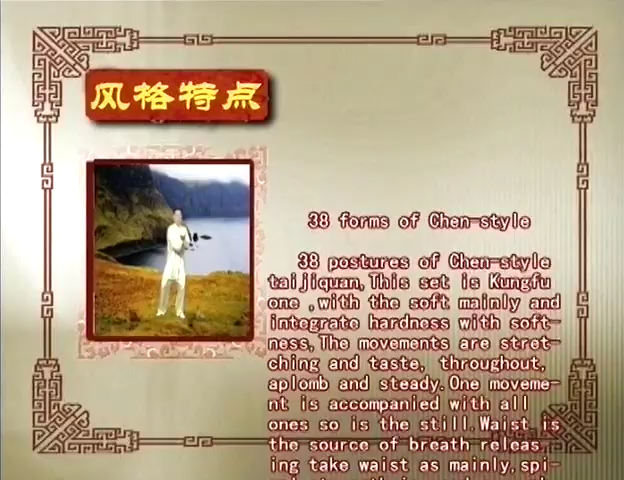 风格特点
38 forms of Chen-style
38 postures of Chen-style
taijiquan,This set is Kungfu
one ,with the soft mainly and
integrate hardness with soft-
ness,The movements are stret-
ching and taste, throughout,
aplomb and steady.One moveme-
nt is accompanied with all
ones so is the still.Waist is
the source of breath releas
ing take waist as mainly,spi-